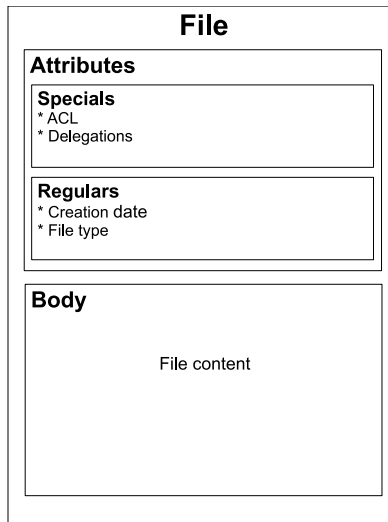 File
Attributes
Specials
* ACL
* Delegations
Regulars
* Creation date
* File type
Body
File content